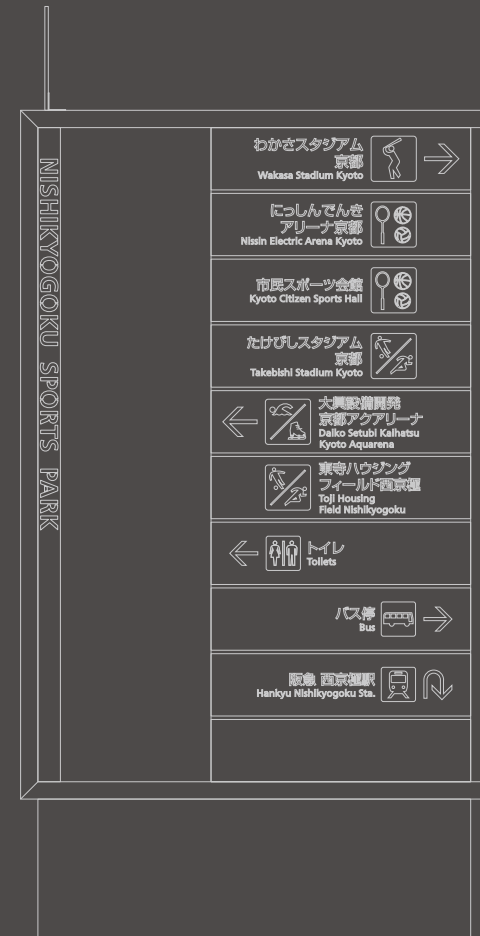 NISHIKYOGOKU SPORTS PARK
わかさスタジアム
京都
Wakasa Stadium Kyoto
にっしんでんき
アリーナ京都
Nissin Electric Arena Kyoto
市民スポーツ会館
Kyoto Citizen Sports Hall
たけびしスタジアム
京都
Takebishi Stadium Kyoto
大興設備開発
京都アクアリーナ
Daiko Setubi Kaihatsu
Kyoto Aquarena
東寺ハウジング
フィールド西京極
Toji Housing
Field Nishikyogoku
トイレ
Toilets
バス停
Bus
阪急 西京極駅
Hankyu Nishikyogoku Sta.